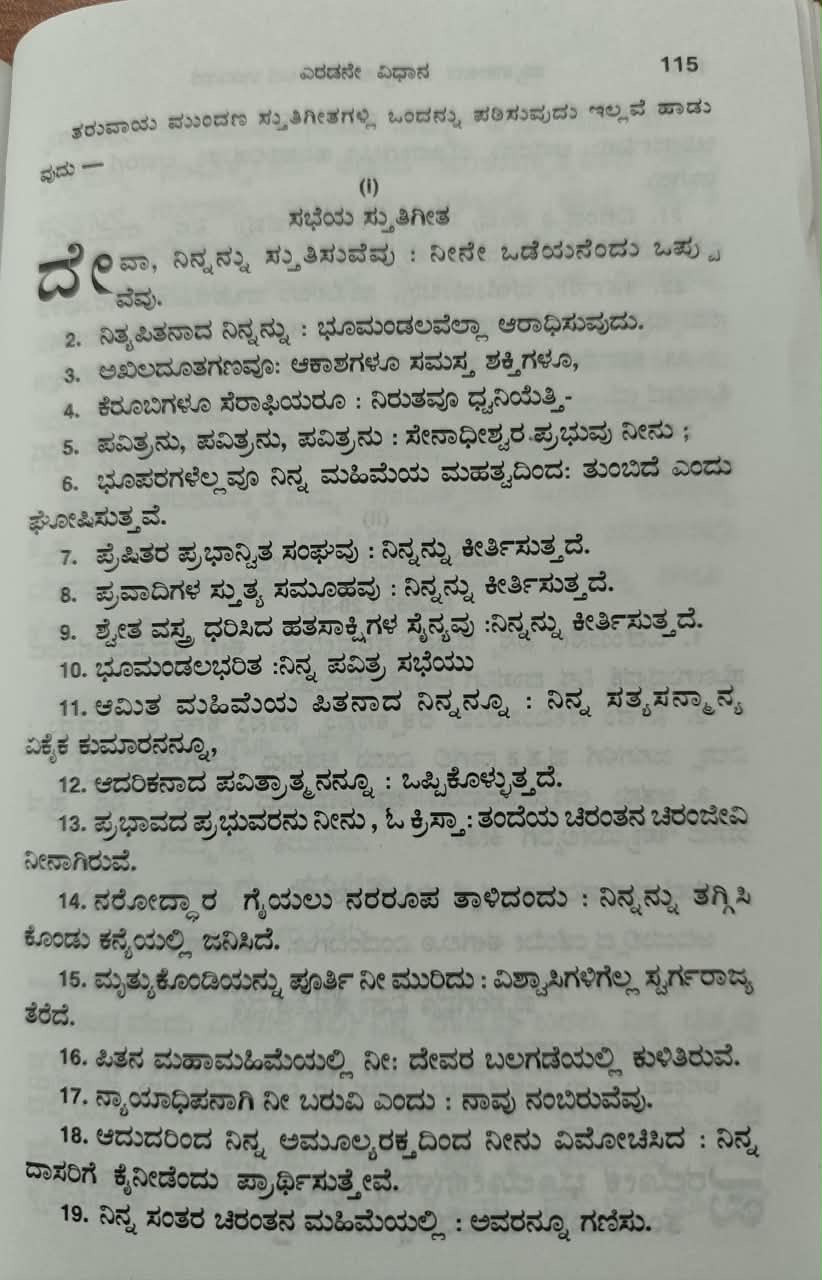 ಎರಡನೇ ವಿಧಾನ 115
ತರುವಾಯ ಮುಂದಣ ಸ್ತುತಿಗೀತಗಳಲ್ಲಿ ಒಂದನ್ನು ಪಠಿಸುವುದು ಇಲ್ಲವೆ ಹಾಡು
ವುದು —
(i)
ಸಭೆಯ ಸ್ತುತಿಗೀತ
ದೇವಾ, ನಿನ್ನನ್ನು ಸ್ತುತಿಸುವೆವು : ನೀನೇ ಒಡೆಯನೆಂದು ಒಪ್ಪು
ವೆವು.
2. ನಿತ್ಯಪಿತನಾದ ನಿನ್ನನ್ನು : ಭೂಮಂಡಲವೆಲ್ಲಾ ಆರಾಧಿಸುವುದು.
3. ಅಖಿಲದೂತಗಣವೂ: ಆಕಾಶಗಳೂ ಸಮಸ್ತ ಶಕ್ತಿಗಳೂ,
4. ಕೆರೂಬಿಗಳೂ ಸೆರಾಫಿಯರೂ : ನಿರುತವೂ ಧ್ವನಿಯೆತ್ತಿ-
5. ಪವಿತ್ರನು, ಪವಿತ್ರನು, ಪವಿತ್ರನು : ಸೇನಾಧೀಶ್ವರ ಪ್ರಭುವು ನೀನು ;
6. ಭೂಪರಗಳೆಲ್ಲವೂ ನಿನ್ನ ಮಹಿಮೆಯ ಮಹತ್ವದಿಂದ: ತುಂಬಿದೆ ಎಂದು
ಘೋಷಿಸುತ್ತವೆ.
7. ಪ್ರೆಷಿತರ ಪ್ರಭಾನ್ವಿತ ಸಂಘವು : ನಿನ್ನನ್ನು ಕೀರ್ತಿಸುತ್ತದೆ.
8. ಪ್ರವಾದಿಗಳ ಸ್ತುತ್ಯ ಸಮೂಹವು : ನಿನ್ನನ್ನು ಕೀರ್ತಿಸುತ್ತದೆ.
9. ಶ್ವೇತ ವಸ್ತ್ರ ಧರಿಸಿದ ಹತಸಾಕ್ಷಿಗಳ ಸೈನ್ಯವು :ನಿನ್ನನ್ನು ಕೀರ್ತಿಸುತ್ತದೆ.
10. ಭೂಮಂಡಲಭರಿತ :ನಿನ್ನ ಪವಿತ್ರ ಸಭೆಯು
11. ಆಮಿತ ಮಹಿಮೆಯ ಪಿತನಾದ ನಿನ್ನನ್ನೂ : ನಿನ್ನ ಸತ್ಯಸನ್ಮಾನ್ಯ
ಏಕೈಕ ಕುಮಾರನನ್ನೂ,
12. ಆದರಿಕನಾದ ಪವಿತ್ರಾತ್ಮನನ್ನೂ : ಒಪ್ಪಿಕೊಳ್ಳುತ್ತದೆ.
13. ಪ್ರಭಾವದ ಪ್ರಭುವರನು ನೀನು , ಓ ಕ್ರಿಸ್ತಾ: ತಂದೆಯ ಚಿರಂತನ ಚಿರಂಜೀವಿ
ನೀನಾಗಿರುವೆ.
14. ನರೋದ್ಧಾರ ಗೈಯಲು ನರರೂಪ ತಾಳಿದಂದು : ನಿನ್ನನ್ನು ತಗ್ಗಿಸಿ
ಕೊಂಡು ಕನ್ಯೆಯಲ್ಲಿ ಜನಿಸಿದೆ.
15. ಮೃತ್ಯುಕೊಂಡಿಯನ್ನು ಪೂರ್ತಿ ನೀ ಮುರಿದು : ವಿಶ್ವಾಸಿಗಳಿಗೆಲ್ಲ ಸ್ವರ್ಗರಾಜ್ಯ
ತೆರೆದೆ.
16. ಪಿತನ ಮಹಾಮಹಿಮೆಯಲ್ಲಿ ನೀ: ದೇವರ ಬಲಗಡೆಯಲ್ಲಿ ಕುಳಿತಿರುವೆ.
17. ನ್ಯಾಯಾಧಿಪನಾಗಿ ನೀ ಬರುವಿ ಎಂದು : ನಾವು ನಂಬಿರುವೆವು.
18. ಆದುದರಿಂದ ನಿನ್ನ ಅಮೂಲ್ಯರಕ್ತದಿಂದ ನೀನು ವಿಮೋಚಿಸಿದ : ನಿನ್ನ
ದಾಸರಿಗೆ ಕೈನೀಡೆಂದು ಪ್ರಾರ್ಥಿಸುತ್ತೇವೆ.
19. ನಿನ್ನ ಸಂತರ ಚಿರಂತನ ಮಹಿಮೆಯಲ್ಲಿ : ಅವರನ್ನೂ ಗಣಿಸು.